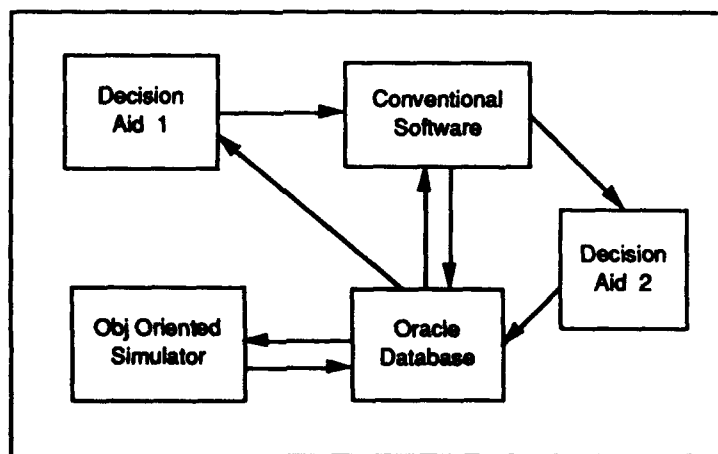 Decision
Aid 1
Conventional
Software
Decision
Aid 2
Obj Oriented
Simulator
Oracle
Database